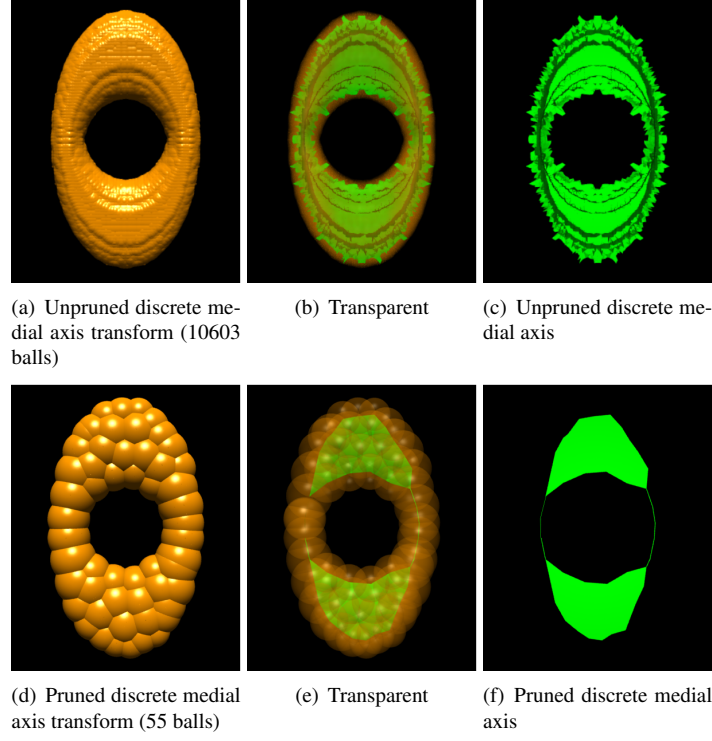 (a) Unpruned discrete me-
dial axis transform (10603
balls)
(b) Transparent
(c) Unpruned discrete me-
dial axis
(d) Pruned discrete medial
axis transform (55 balls)
(e) Transparent
(f) Pruned discrete medial
axis